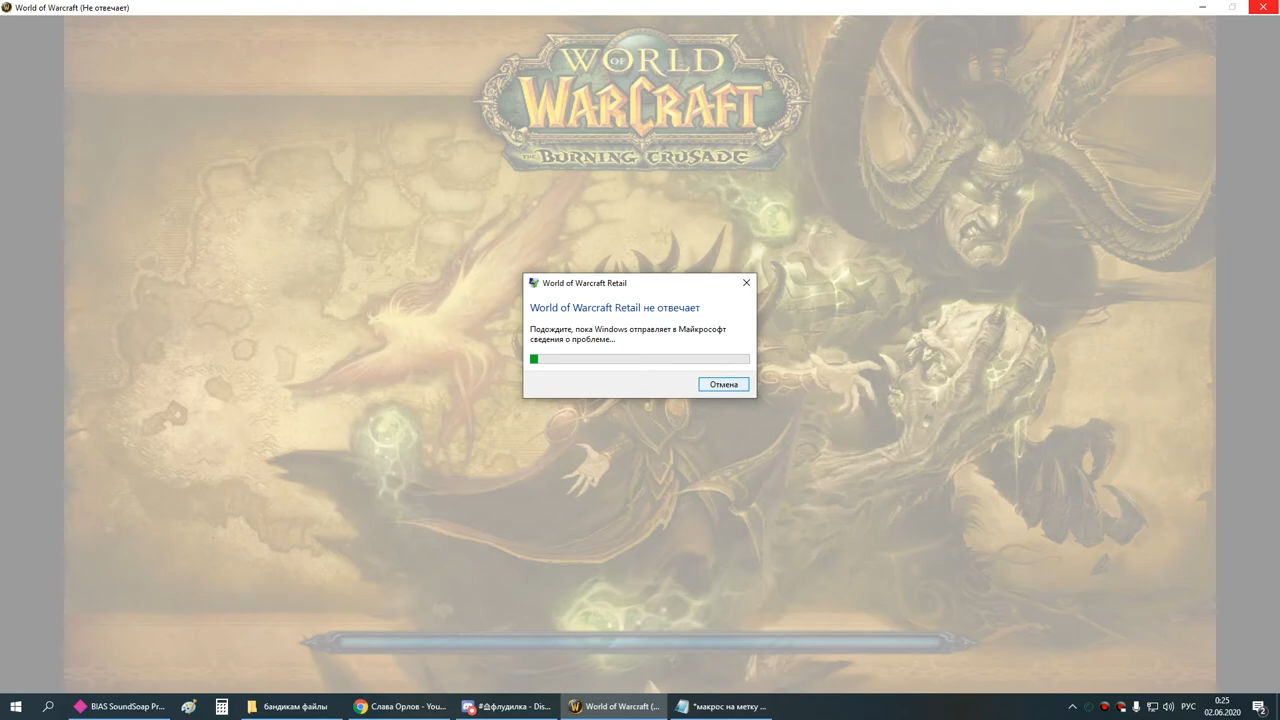 World of Warcraft (Не отвечает)
WORLD
OF
WARCRAFT
THE BURNING CRUSADE
World of Warcraft Retail
World of Warcraft Retail не отвечает
Подождите, пока Windows отправляет в Майкрософт
сведения о проблеме...
Отмена
BIAS SoundSoap Pr...
бандикам файлы
Слава Орлов - You...
#🕭флудилка - Dis...
World of Warcraft (...
*макрос на метку ...
РУС
0:25
02.06.2020
2